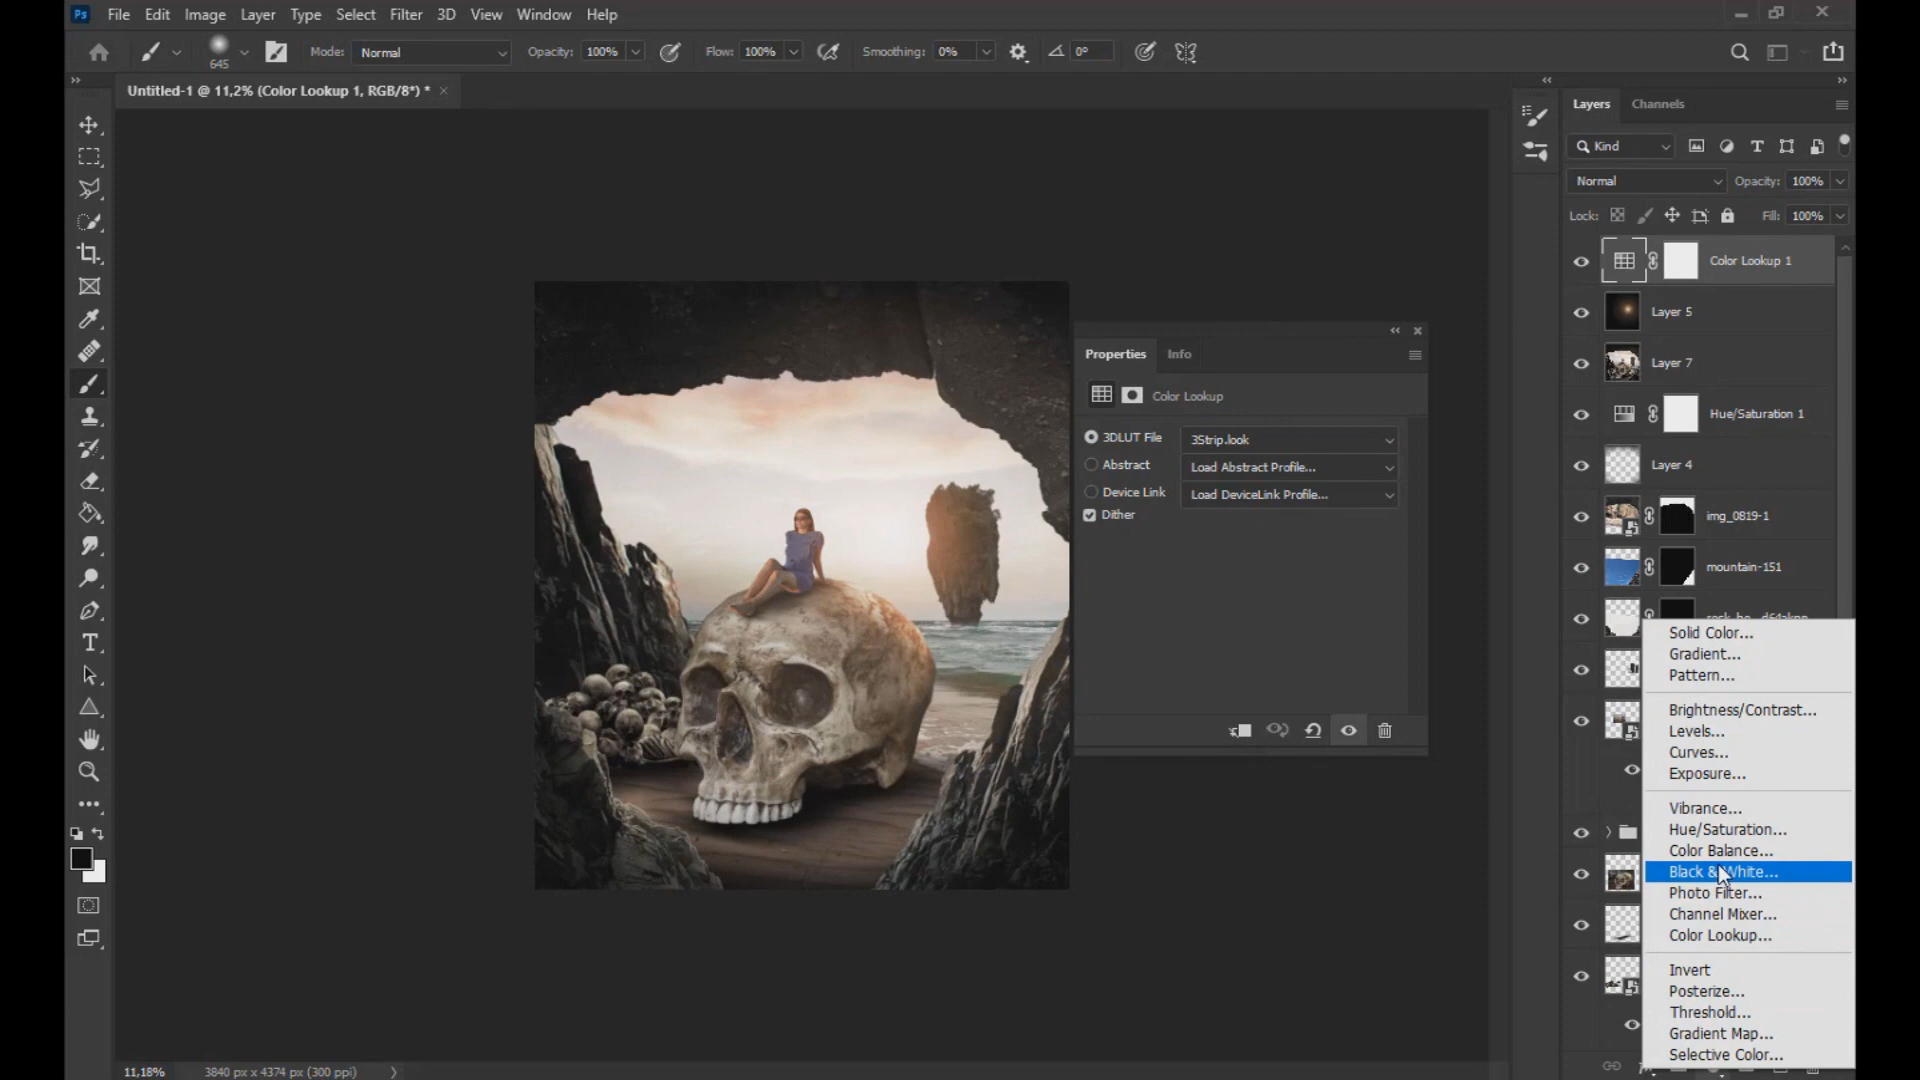 Ps File Edit Image Layer Type Select Filter 3D View Window Help
645 Mode: Normal Opacity: 100% Flow: 100% Smoothing: 0% 0°
Untitled-1 @ 11,2% (Color Lookup 1, RGB/8*) *
Layers Channels
Kind
Normal Opacity: 100%
Lock: Fill: 100%
Color Lookup 1
Layer 5
Layer 7
Hue/Saturation 1
Layer 4
img_0819-1
mountain-151
Properties Info
Color Lookup
3DLUT File 3Strip.look
Abstract Load Abstract Profile...
Device Link Load DeviceLink Profile...
Dither
Solid Color...
Gradient...
Pattern...
Brightness/Contrast...
Levels...
Curves...
Exposure...
Vibrance...
Hue/Saturation...
Color Balance...
Black & White...
Photo Filter...
Channel Mixer...
Color Lookup...
Invert
Posterize...
Threshold...
Gradient Map...
Selective Color...
11,18% 3840 px x 4374 px (300 ppi)